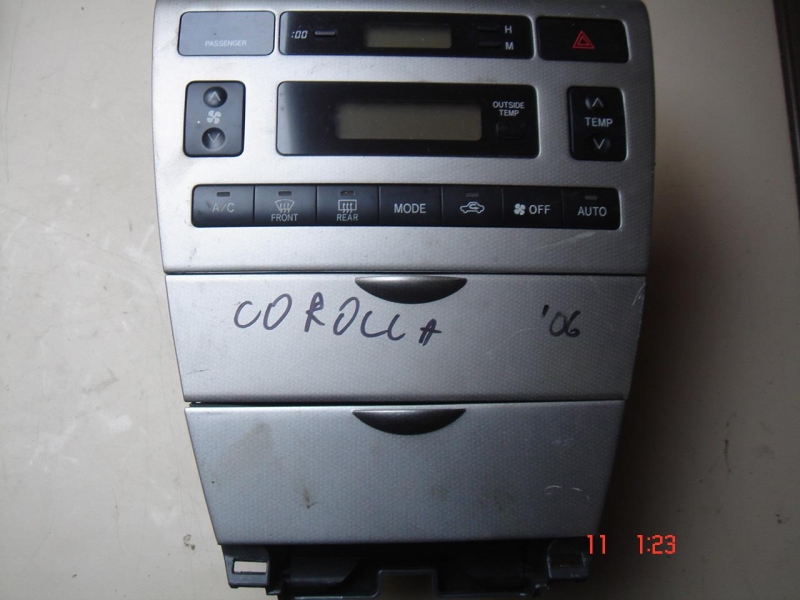 PASSENGER :00 H
M
OUTSIDE
TEMP
TEMP
A/C FRONT REAR MODE OFF AUTO
COROLLA '06
11 1:23